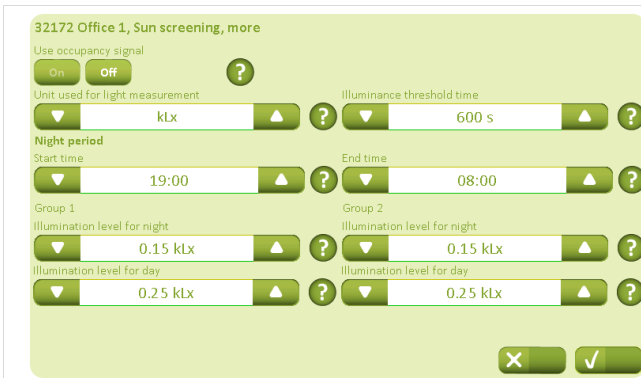 32172 Office 1, Sun screening, more
Use occupancy signal
On Off ?
Unit used for light measurement Illuminance threshold time
kLx ? 600 s ?
Night period
Start time End time
19:00 ? 08:00 ?
Group 1 Group 2
Illumination level for night Illumination level for night
0.15 kLx ? 0.15 kLx ?
Illumination level for day Illumination level for day
0.25 kLx ? 0.25 kLx ?